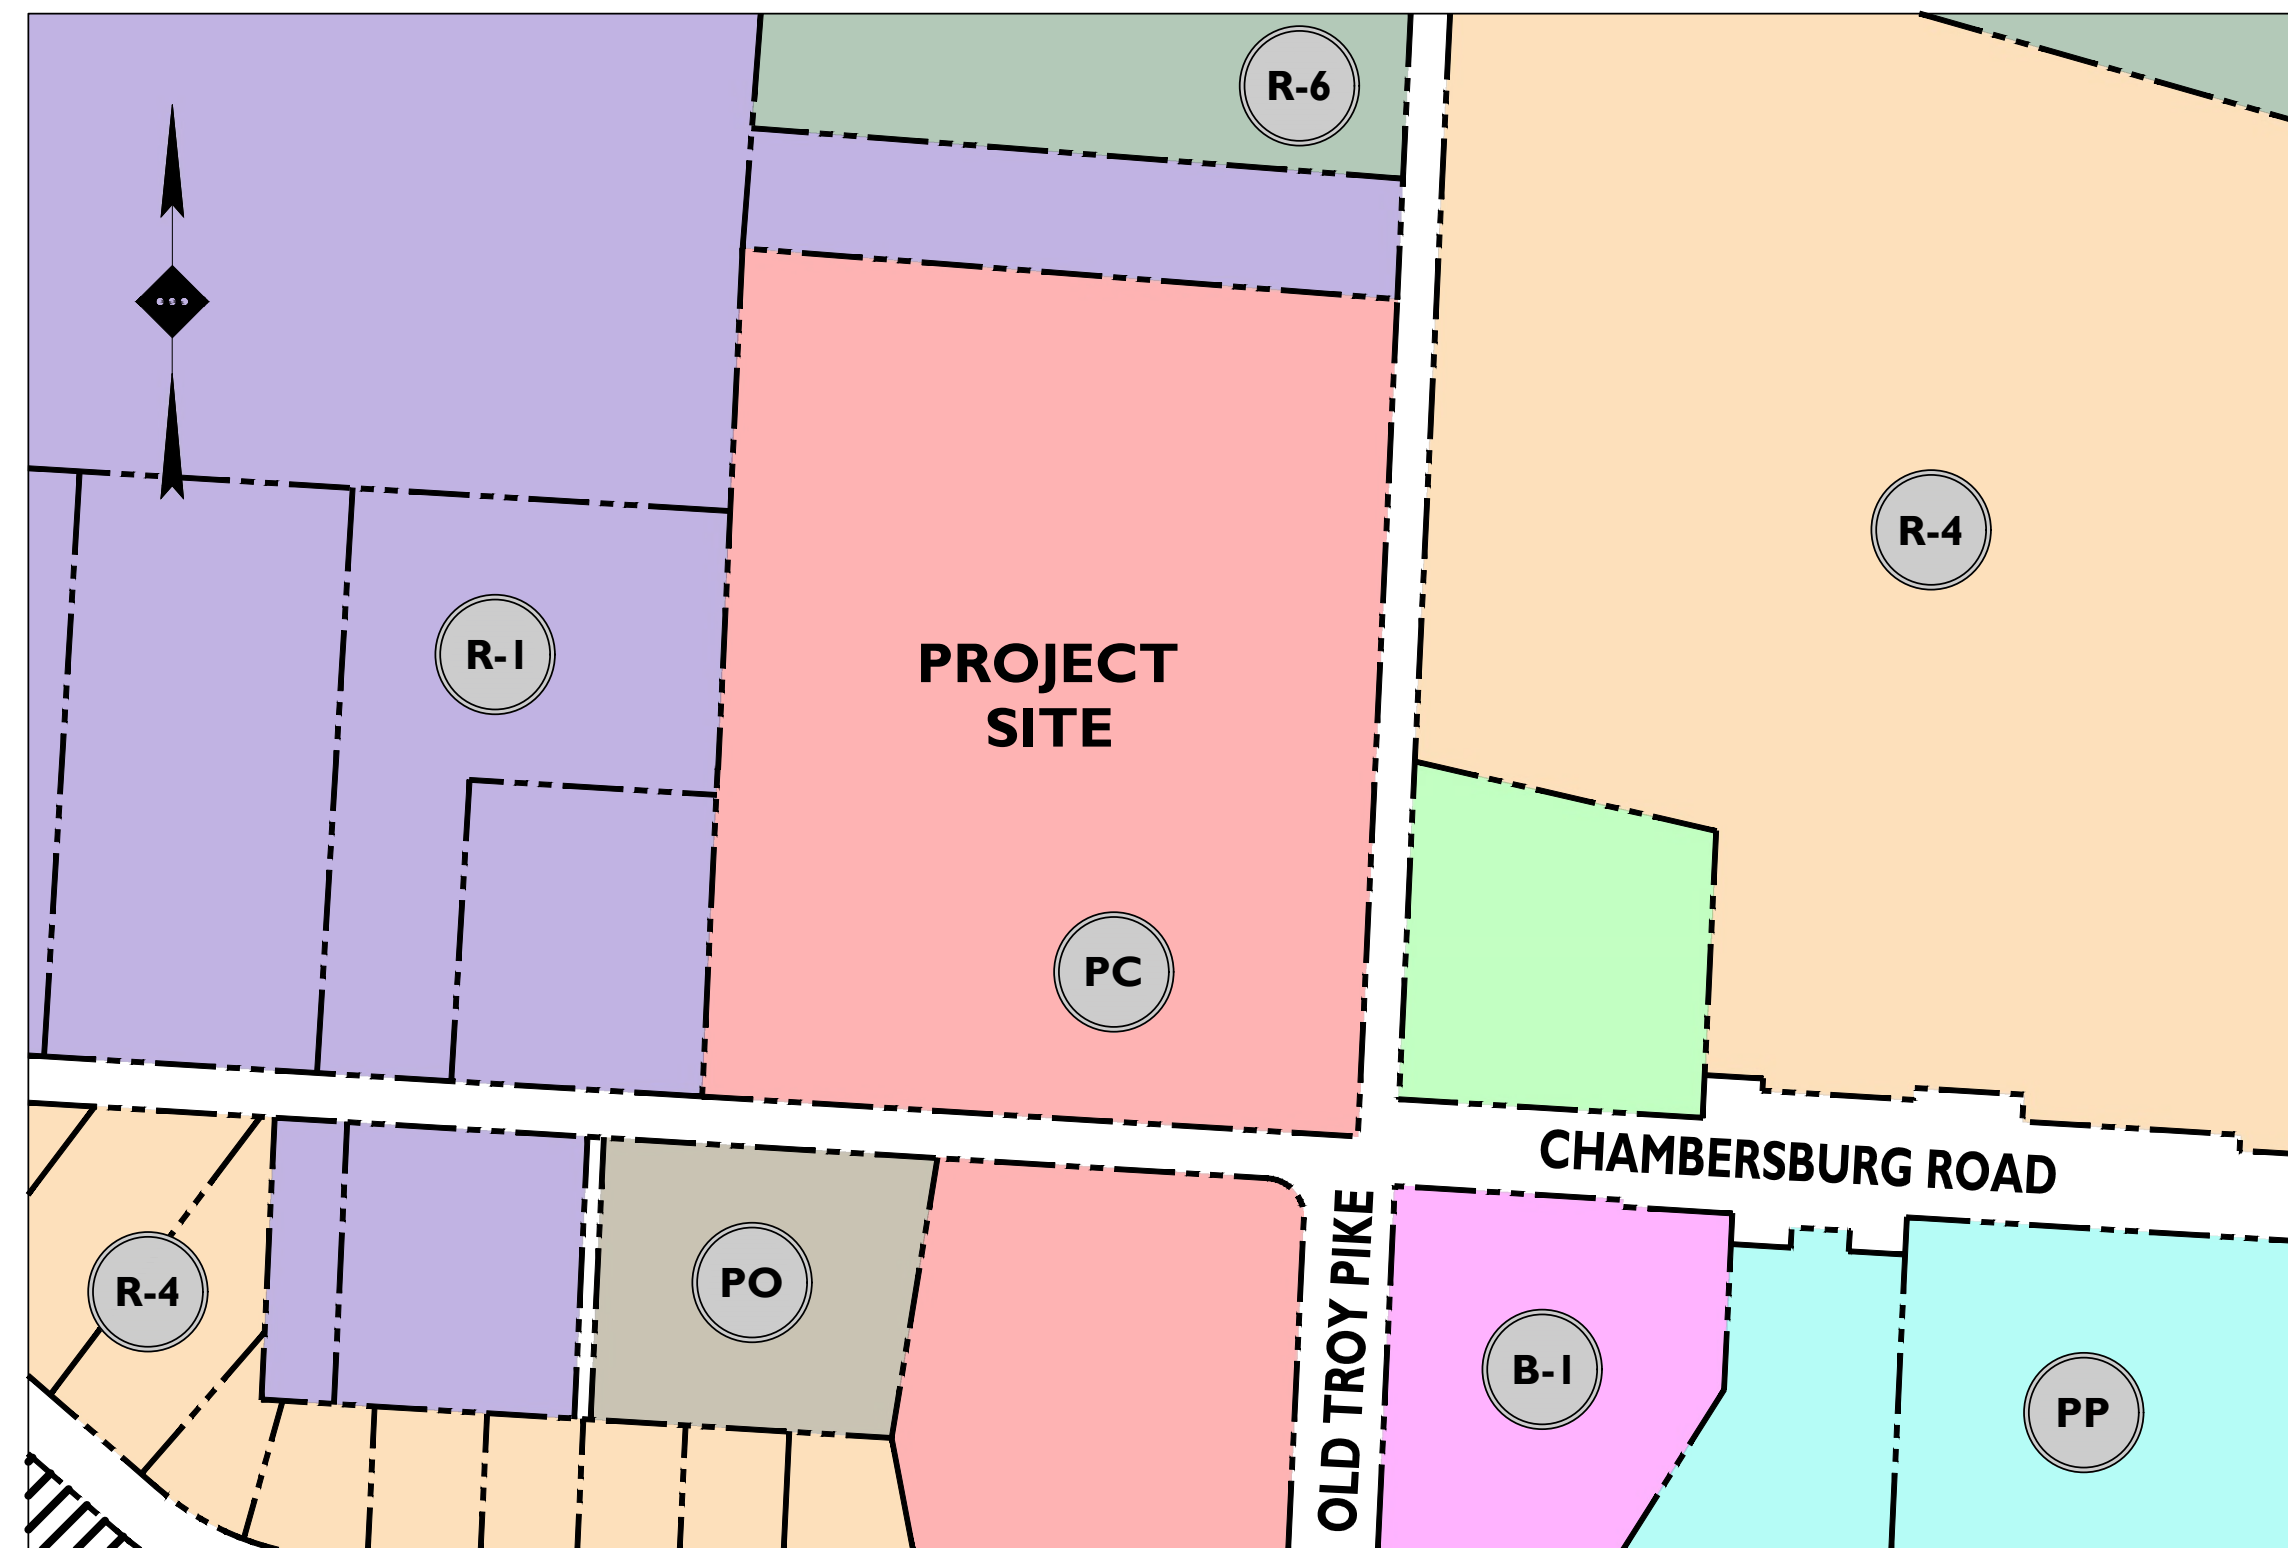 R-6
R-4
R-1
PROJECT
SITE
PC
CHAMBERSBURG ROAD
OLD TROY PIKE
R-4
PO
B-1
PP